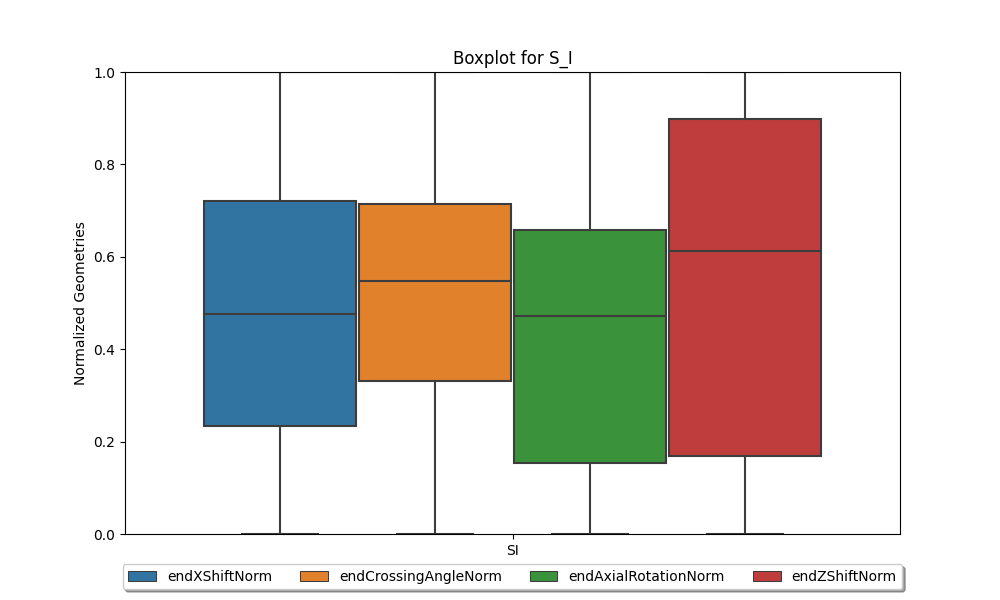 Boxplot for S_I
1.0
0.8
0.6
0.4
0.2
0.0
Normalized Geometries
SI
endXShiftNorm endCrossingAngleNorm endAxialRotationNorm endZShiftNorm